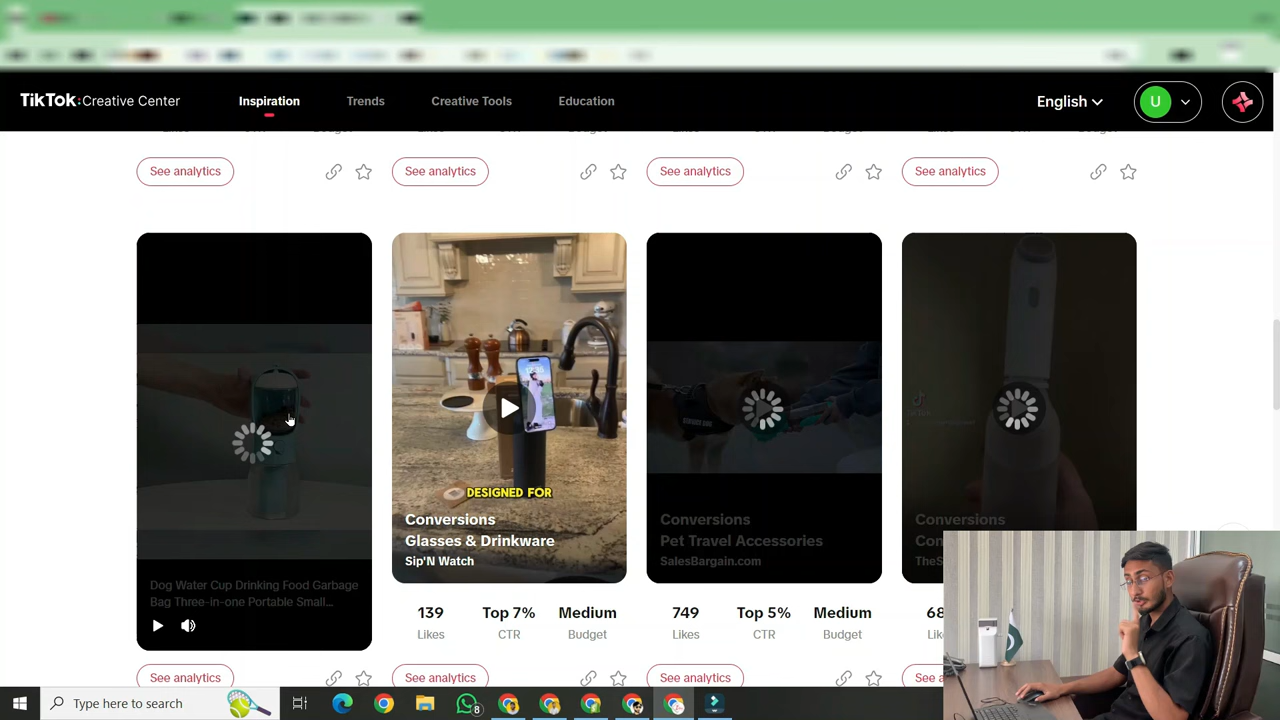 TikTok: Creative Center
Inspiration
Trends
Creative Tools
Education
English
U
See analytics
See analytics
See analytics
See analytics
DESIGNED FOR
Conversions
Glasses & Drinkware
Sip'N Watch
Conversions
Pet Travel Accessories
SalesBargain.com
Conversions
Dog Water Cup Drinking Food Garbage
Bag Three-in-one Portable Small...
139
Likes
Top 7%
CTR
Medium
Budget
749
Likes
Top 5%
CTR
Medium
Budget
See analytics
See analytics
See analytics
Type here to search
8